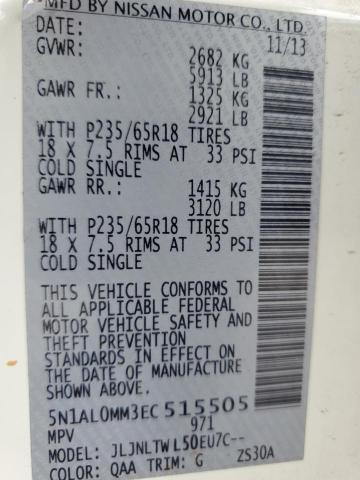 MFD BY NISSAN MOTOR CO., LTD.
DATE: 11/13
GVWR: 2682 KG
5913 LB
GAWR FR.: 1325 KG
2921 LB
WITH P235/65R18 TIRES
18 X 7.5 RIMS AT 33 PSI
COLD SINGLE
GAWR RR.: 1415 KG
3120 LB
WITH P235/65R18 TIRES
18 X 7.5 RIMS AT 33 PSI
COLD SINGLE
THIS VEHICLE CONFORMS TO
ALL APPLICABLE FEDERAL
MOTOR VEHICLE SAFETY AND
THEFT PREVENTION
STANDARDS IN EFFECT ON
THE DATE OF MANUFACTURE
SHOWN ABOVE.
5N1AL0MM3EC515505
MPV 971
MODEL: JLJNLTWL50EU7C--
COLOR: QAA TRIM: G ZS30A